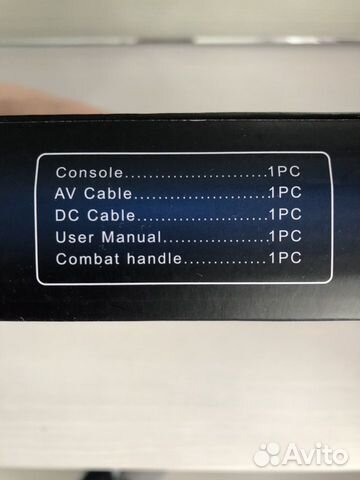 Console........................1PC
AV Cable.......................1PC
DC Cable......................1PC
User Manual..................1PC
Combat handle...............1PC
Avito